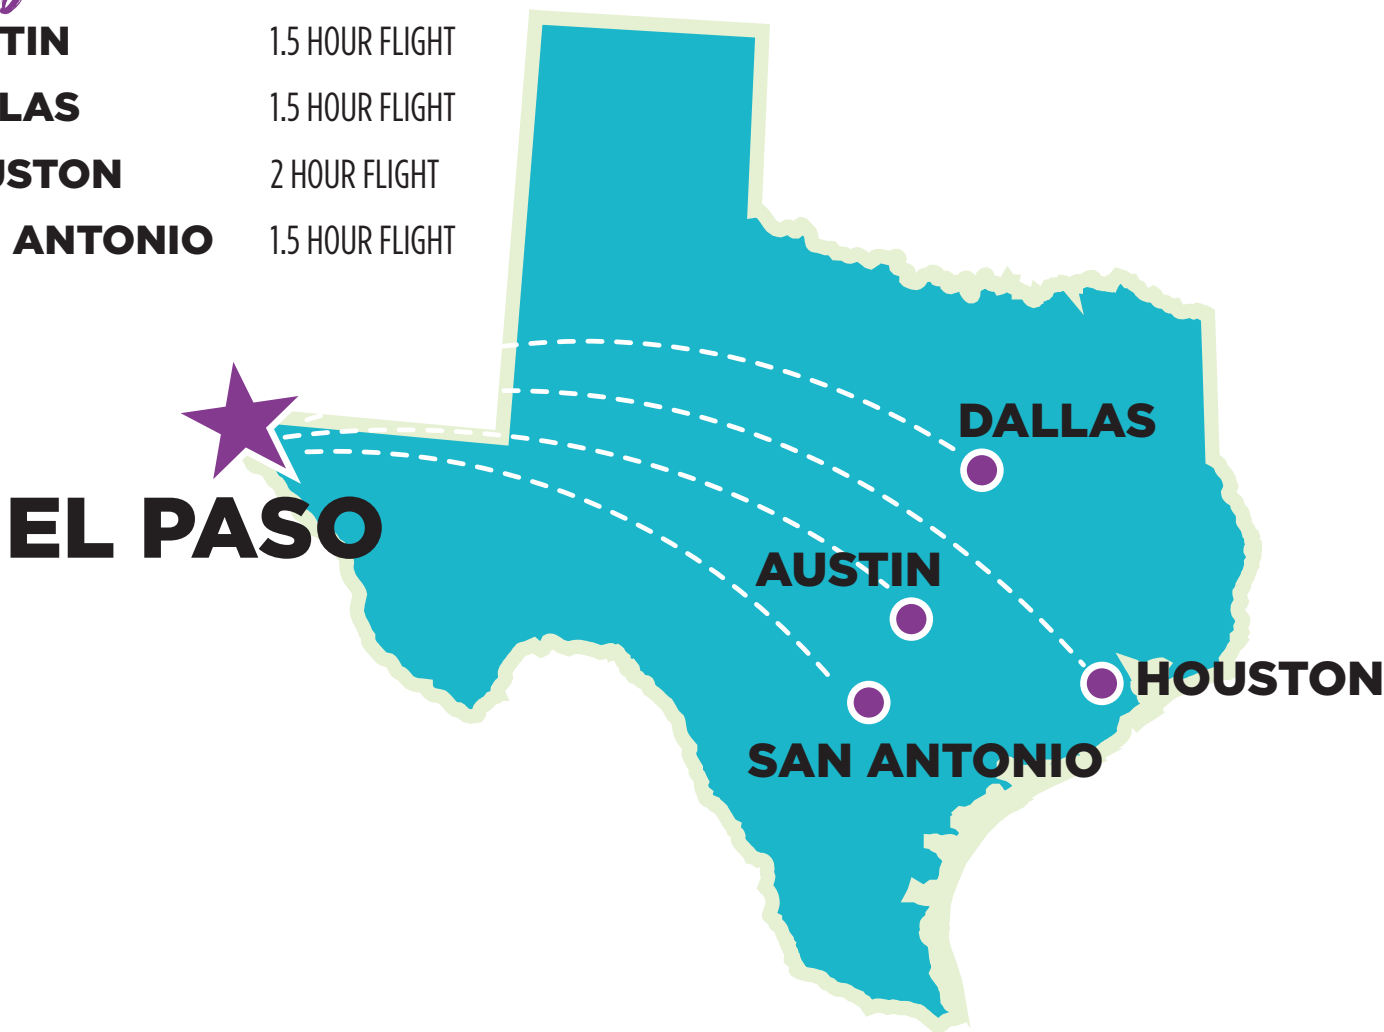 TIN 1.5 HOUR FLIGHT
LAS 1.5 HOUR FLIGHT
USTON 2 HOUR FLIGHT
ANTONIO 1.5 HOUR FLIGHT
DALLAS
EL PASO
AUSTIN
HOUSTON
SAN ANTONIO